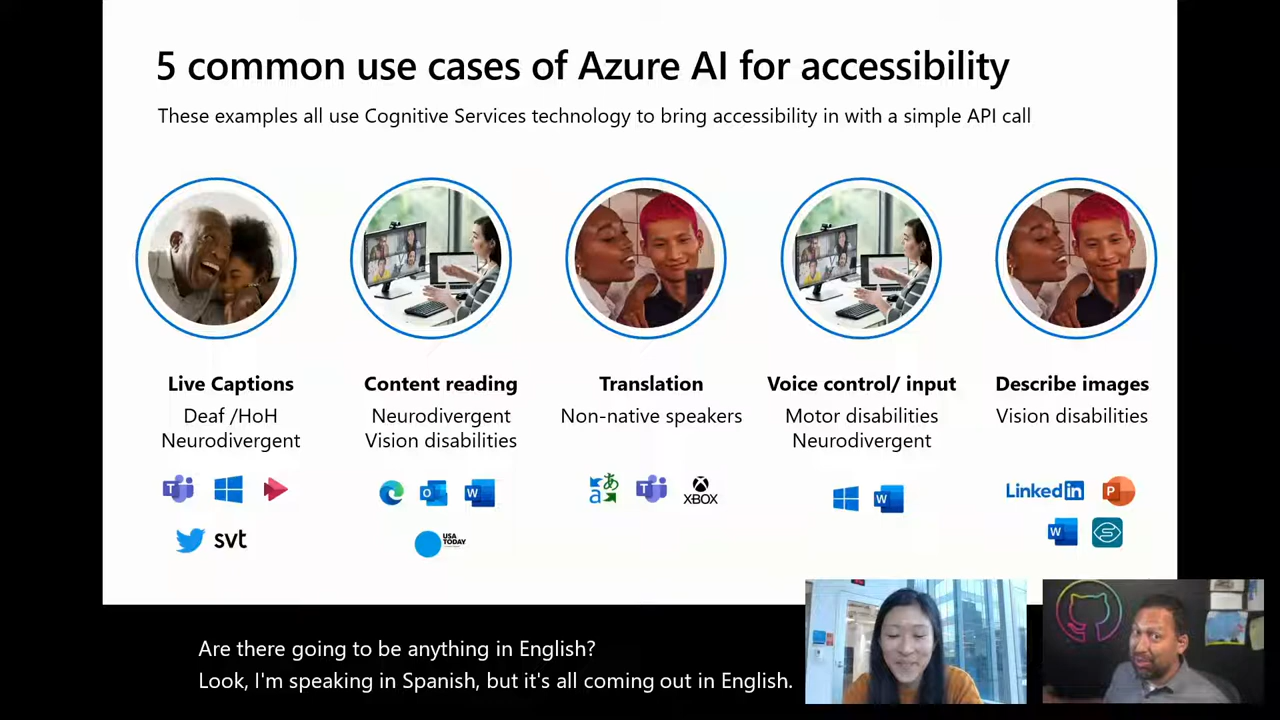 5 common use cases of Azure AI for accessibility
These examples all use Cognitive Services technology to bring accessibility in with a simple API call
Live Captions
Deaf /HoH
Neurodivergent
T
svt
Content reading
Neurodivergent
Vision disabilities
O W
USA
TODAY
Translation
Non-native speakers
a あ T
XBOX
Voice control/ input
Motor disabilities
Neurodivergent
W
Describe images
Vision disabilities
Linked in P
W
Are there going to be anything in English?
Look, I'm speaking in Spanish, but it's all coming out in English.